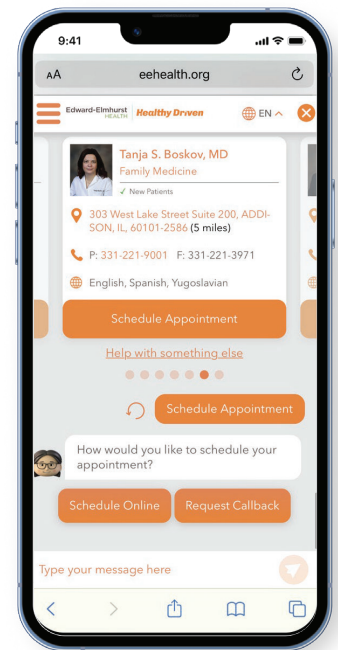 9:41
AA
eehealth.org
Edward-Elmhurst
HEALTH
Healthy Driven
EN
Tanja S. Boskov, MD
Family Medicine
✓ New Patients
303 West Lake Street Suite 200, ADDI-
SON, IL, 60101-2586 (5 miles)
P: 331-221-9001 F: 331-221-3971
English, Spanish, Yugoslavian
Schedule Appointment
Help with something else
Schedule Appointment
How would you like to schedule your
appointment?
Schedule Online
Request Callback
Type your message here